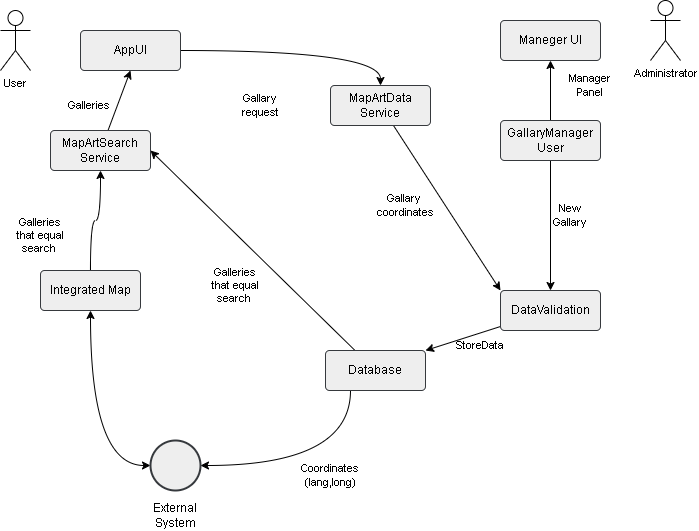 User
AppUI
Maneger UI
Administrator
Galleries
Gallary
request
MapArtData
Service
Manager
Panel
MapArtSearch
Service
GallaryManager
User
Gallary
coordinates
New
Gallary
Galleries
that equal
search
Galleries
that equal
search
Integrated Map
DataValidation
StoreData
Database
Coordinates
(lang,long)
External
System